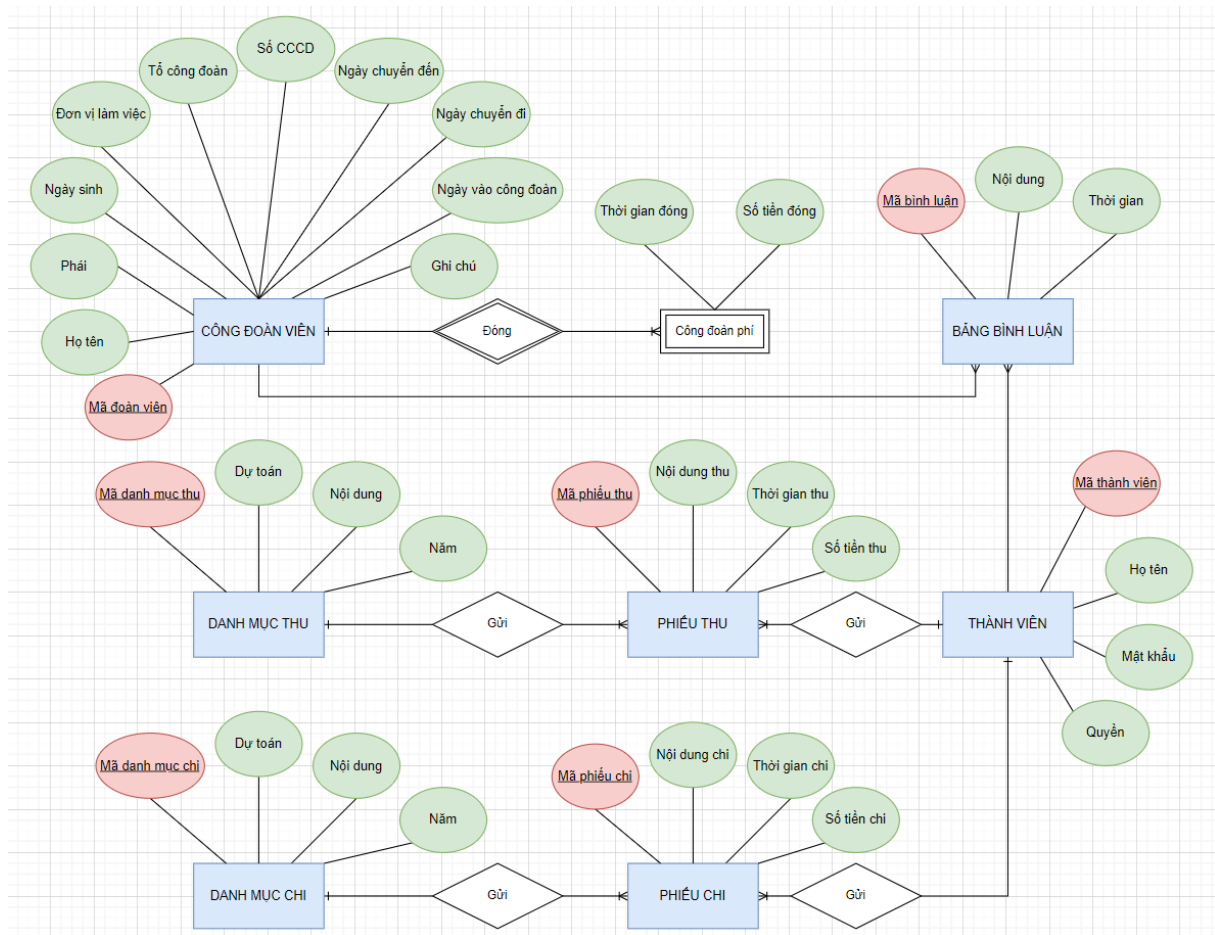 Số CCCD
Tổ công đoàn
Ngày chuyển đến
Đơn vị làm việc
Ngày chuyển đi
Ngày sinh
Ngày vào công đoàn
Phái
Ghi chú
Họ tên
Mã đoàn viên
CÔNG ĐOÀN VIÊN
Đóng
Thời gian đóng
Số tiền đóng
Công đoàn phí
Mã bình luận
Nội dung
Thời gian
BẢNG BÌNH LUẬN
Mã danh mục thu
Dự toán
Nội dung
Năm
DANH MỤC THU
Gửi
Mã phiếu thu
Nội dung thu
Thời gian thu
Số tiền thu
PHIẾU THU
Gửi
Mã thành viên
Họ tên
Mật khẩu
Quyền
THÀNH VIÊN
Mã danh mục chi
Dự toán
Nội dung
Năm
DANH MỤC CHI
Gửi
Mã phiếu chi
Nội dung chi
Thời gian chi
Số tiền chi
PHIẾU CHI
Gửi